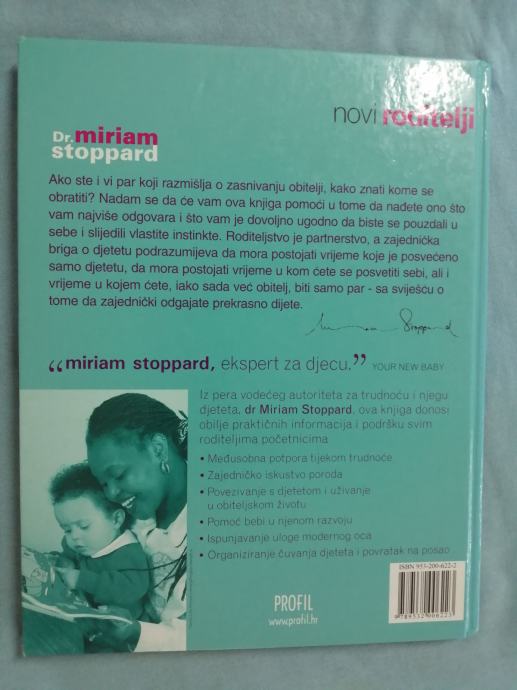 novi roditelji
Dr. miriam
stoppard
Ako ste i vi par koji razmišlja o zasnivanju obitelji, kako znati kome se
obratiti? Nadam se da će vam ova knjiga pomoći u tome da nađete ono što
vam najviše odgovara i što vam je dovoljno ugodno da biste se pouzdali u
sebe i slijedili vlastite instinkte. Roditeljstvo je partnerstvo, a zajednička
briga o djetetu podrazumijeva da mora postojati vrijeme koje je posvećeno
samo djetetu, da mora postojati vrijeme u kom ćete se posvetiti sebi, ali i
vrijeme u kojem ćete, iako sada već obitelj, biti samo par - sa sviješću o
tome da zajednički odgajate prekrasno dijete.
Miriam Stoppard
“miriam stoppard, ekspert za djecu.” YOUR NEW BABY
Iz pera vodećeg autoriteta za trudnoću i njegu
djeteta, dr Miriam Stoppard, ova knjiga donosi
obilje praktičnih informacija i podršku svim
roditeljima početnicima
• Međusobna potpora tijekom trudnoće
• Zajedničko iskustvo poroda
• Povezivanje s djetetom i uživanje
u obiteljskom životu
• Pomoć bebi u njenom razvoju
• Ispunjavanje uloge modernog oca
• Organiziranje čuvanja djeteta i povratak na posao
ISBN 953-200-622-2
9789532006223
PROFIL
www.profil.hr